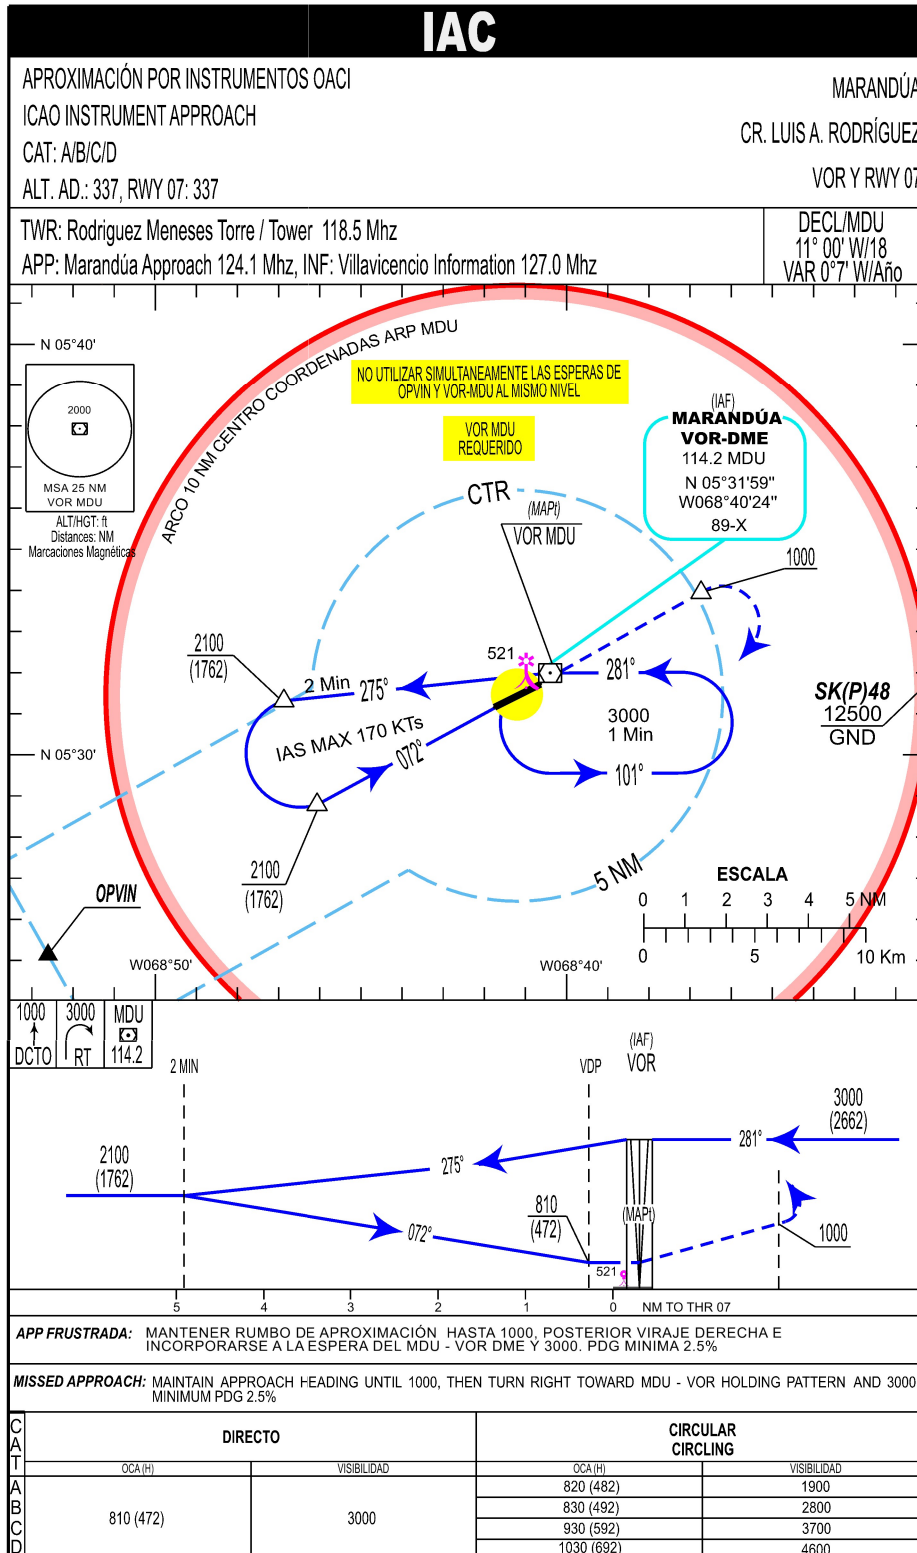 IAC
APROXIMACIÓN POR INSTRUMENTOS OACI
ICAO INSTRUMENT APPROACH
CAT: A/B/C/D
ALT. AD.: 337, RWY 07: 337
MARANDÚA
CR. LUIS A. RODRÍGUEZ
VOR Y RWY 07
TWR: Rodriguez Meneses Torre / Tower 118.5 Mhz
APP: Marandúa Approach 124.1 Mhz, INF: Villavicencio Information 127.0 Mhz
DECL/MDU
11° 00' W/18
VAR 0°7' W/Año
N 05°40'
ARCO 10 NM CENTRO COORDENADAS ARP MDU
NO UTILIZAR SIMULTANEAMENTE LAS ESPERAS DE
OPVIN Y VOR-MDU AL MISMO NIVEL
VOR MDU
REQUERIDO
2000
MSA 25 NM
VOR MDU
ALT/HGT: ft
Distances: NM
Marcaciones Magnéticas
(IAF)
MARANDÚA
VOR-DME
114.2 MDU
N 05°31'59"
W068°40'24"
89-X
CTR
(MAPt)
VOR MDU
1000
2100
(1762)
521
2 Min
275°
281°
IAS MAX 170 KTs
072°
3000
1 Min
101°
SK(P)48
12500
GND
N 05°30'
2100
(1762)
5 NM
OPVIN
ESCALA
0 1 2 3 4 5 NM
0 5 10 Km
W068°50'
W068°40'
1000
DCTO
3000
RT
MDU
114.2
2 MIN
VDP
(IAF)
VOR
3000
(2662)
281°
2100
(1762)
275°
072°
810
(472)
(MAPt)
521
1000
5 4 3 2 1 0 NM TO THR 07
APP FRUSTRADA: MANTENER RUMBO DE APROXIMACIÓN HASTA 1000, POSTERIOR VIRAJE DERECHA E
INCORPORARSE A LA ESPERA DEL MDU - VOR DME Y 3000. PDG MINIMA 2.5%
MISSED APPROACH: MAINTAIN APPROACH HEADING UNTIL 1000, THEN TURN RIGHT TOWARD MDU - VOR HOLDING PATTERN AND 3000
MINIMUM PDG 2.5%
CAT
DIRECTO
CIRCULAR
CIRCLING
OCA (H) VISIBILIDAD OCA (H) VISIBILIDAD
A 820 (482) 1900
B 810 (472) 3000 830 (492) 2800
C 930 (592) 3700
D 1030 (692) 4600